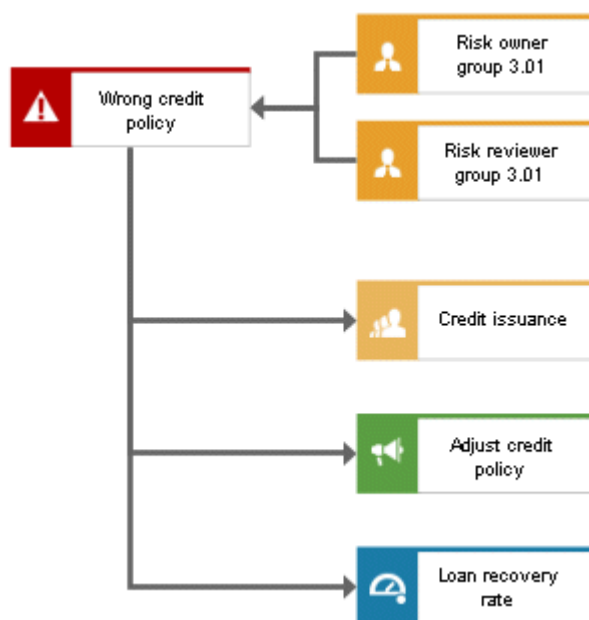 Risk owner
group 3.01
Wrong credit
policy
Risk reviewer
group 3.01
Credit issuance
Adjust credit
policy
Loan recovery
rate